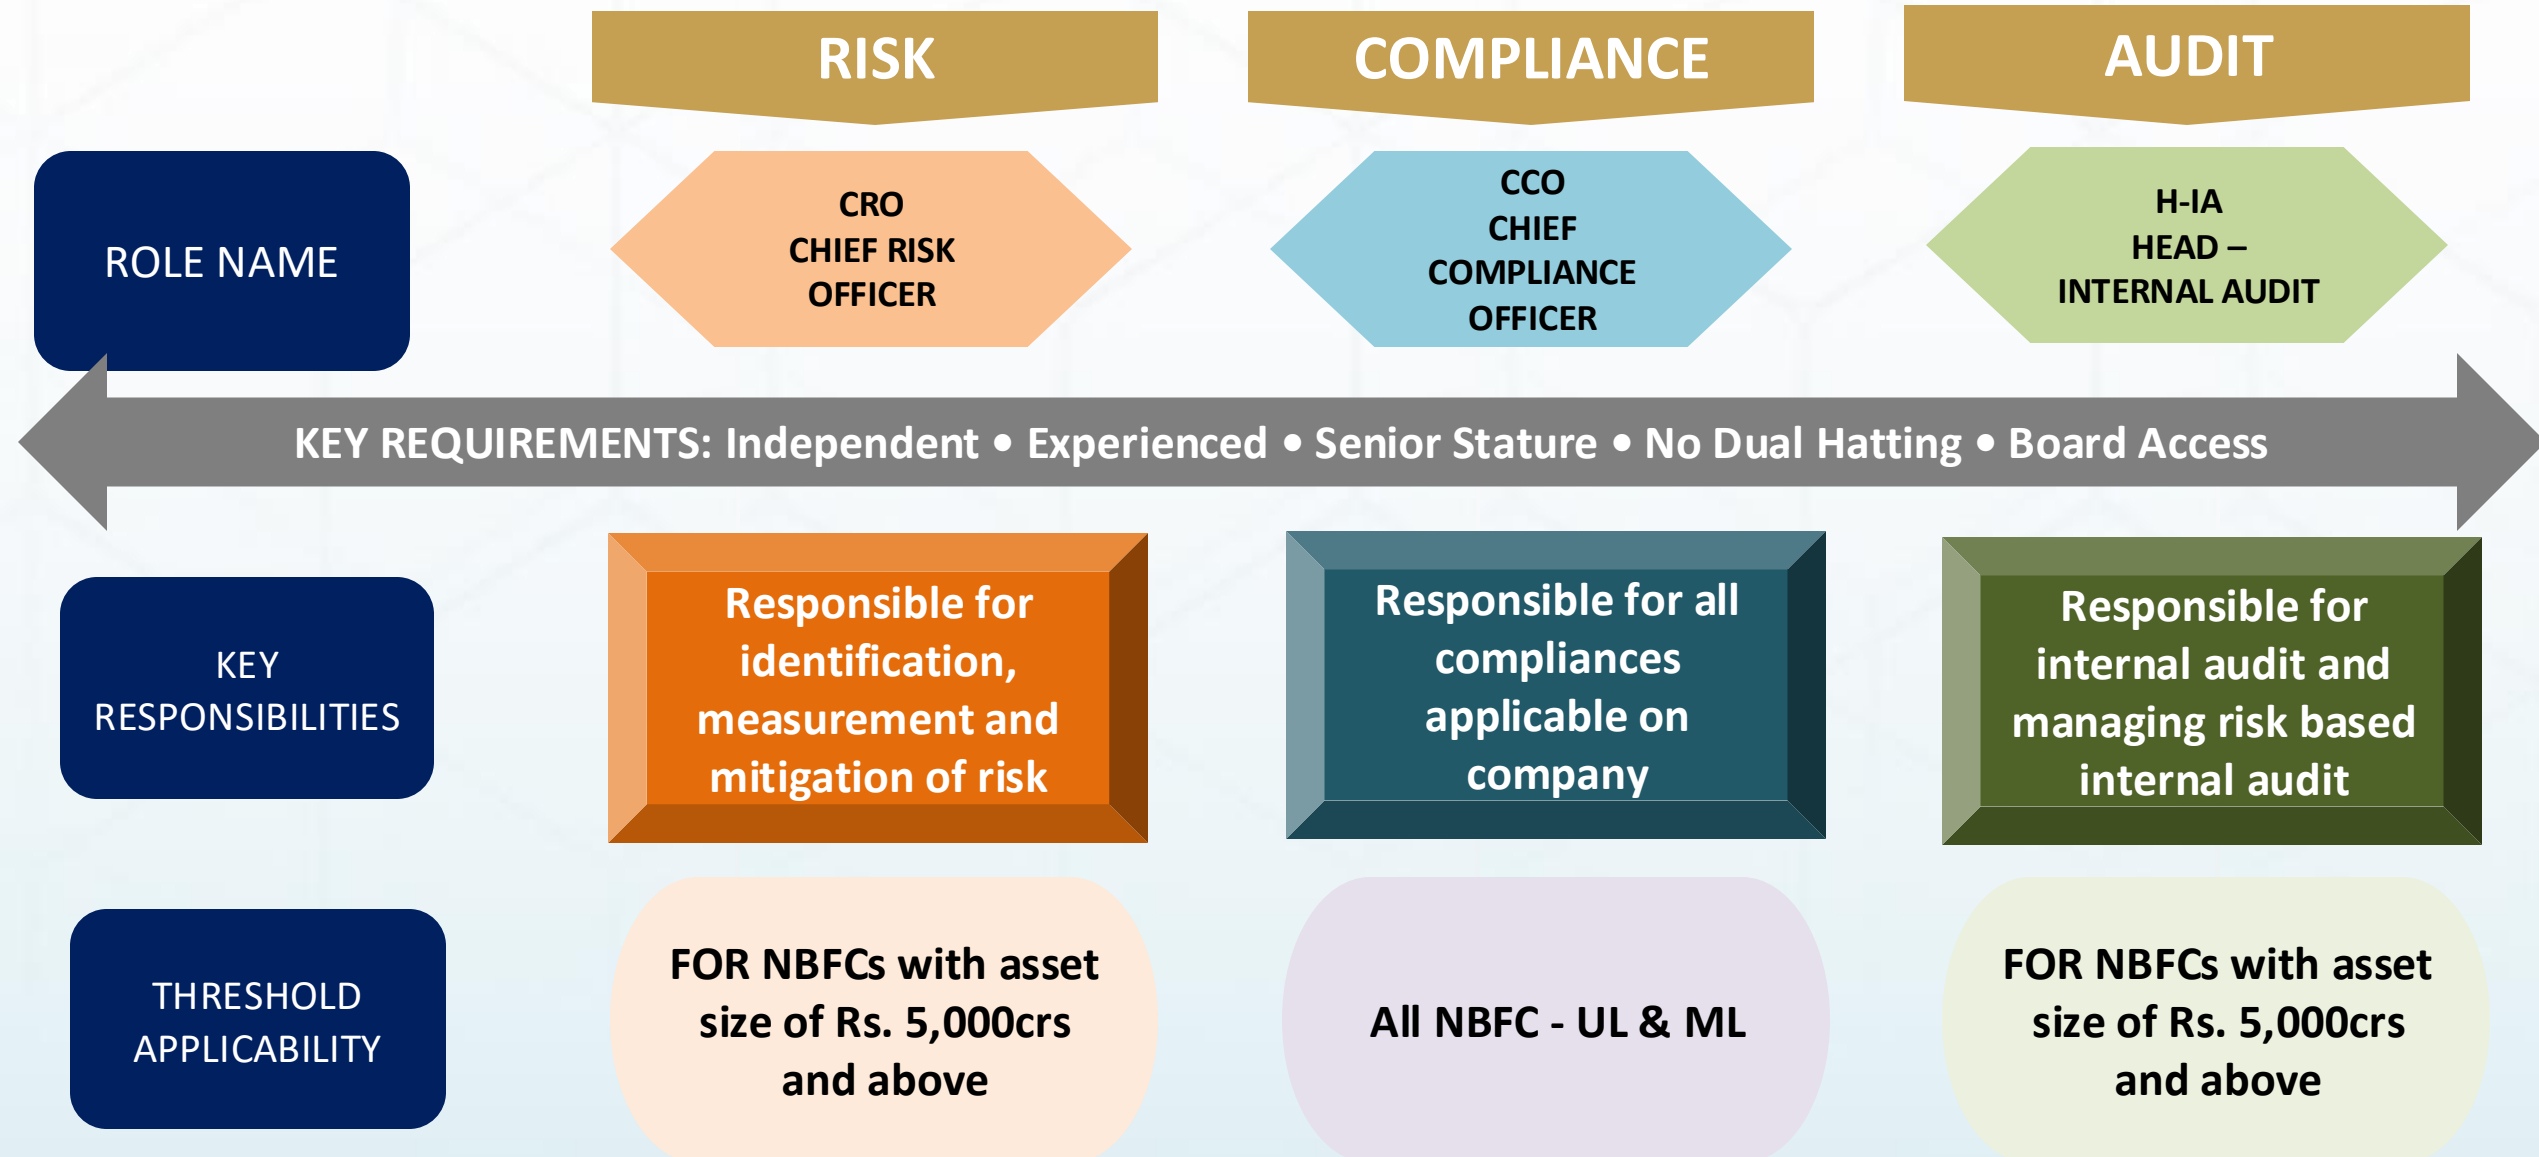 RISK
COMPLIANCE
AUDIT
ROLE NAME
CRO
CHIEF RISK
OFFICER
CCO
CHIEF
COMPLIANCE
OFFICER
H-IA
HEAD –
INTERNAL AUDIT
KEY REQUIREMENTS: Independent • Experienced • Senior Stature • No Dual Hatting • Board Access
KEY
RESPONSIBILITIES
Responsible for
identification,
measurement and
mitigation of risk
Responsible for all
compliances
applicable on
company
Responsible for
internal audit and
managing risk based
internal audit
THRESHOLD
APPLICABILITY
FOR NBFCs with asset
size of Rs. 5,000crs
and above
All NBFC - UL & ML
FOR NBFCs with asset
size of Rs. 5,000crs
and above